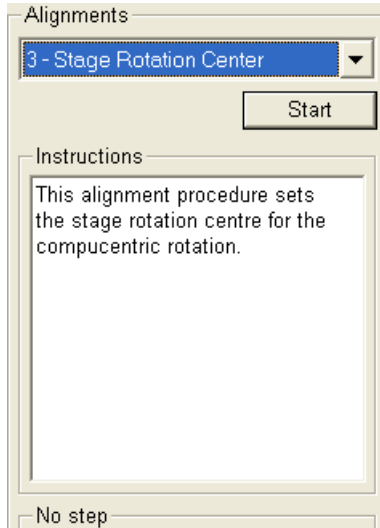 Alignments
3 - Stage Rotation Center
Start
Instructions
This alignment procedure sets
the stage rotation centre for the
compucentric rotation.
No step